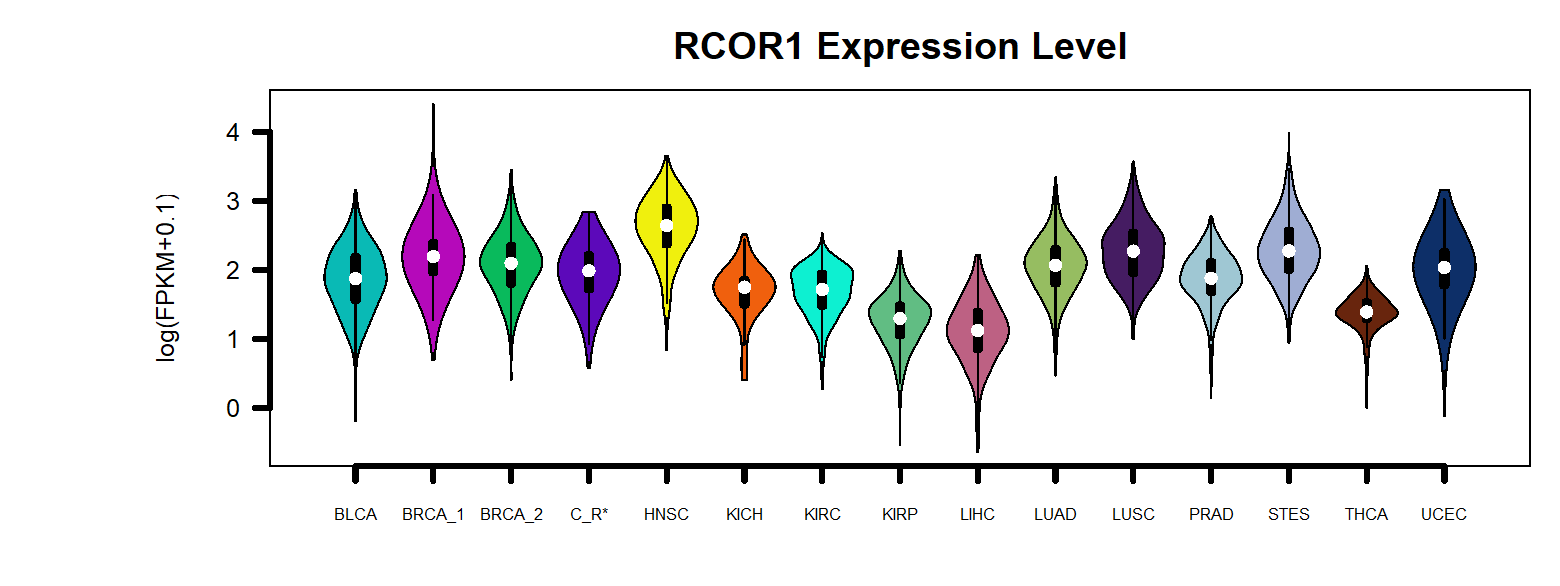 RCOR1 Expression Level
log(FPKM+0.1)
4
3
2
1
0
BLCA BRCA_1 BRCA_2 C_R* HNSC KICH KIRC KIRP LIHC LUAD LUSC PRAD STES THCA UCEC